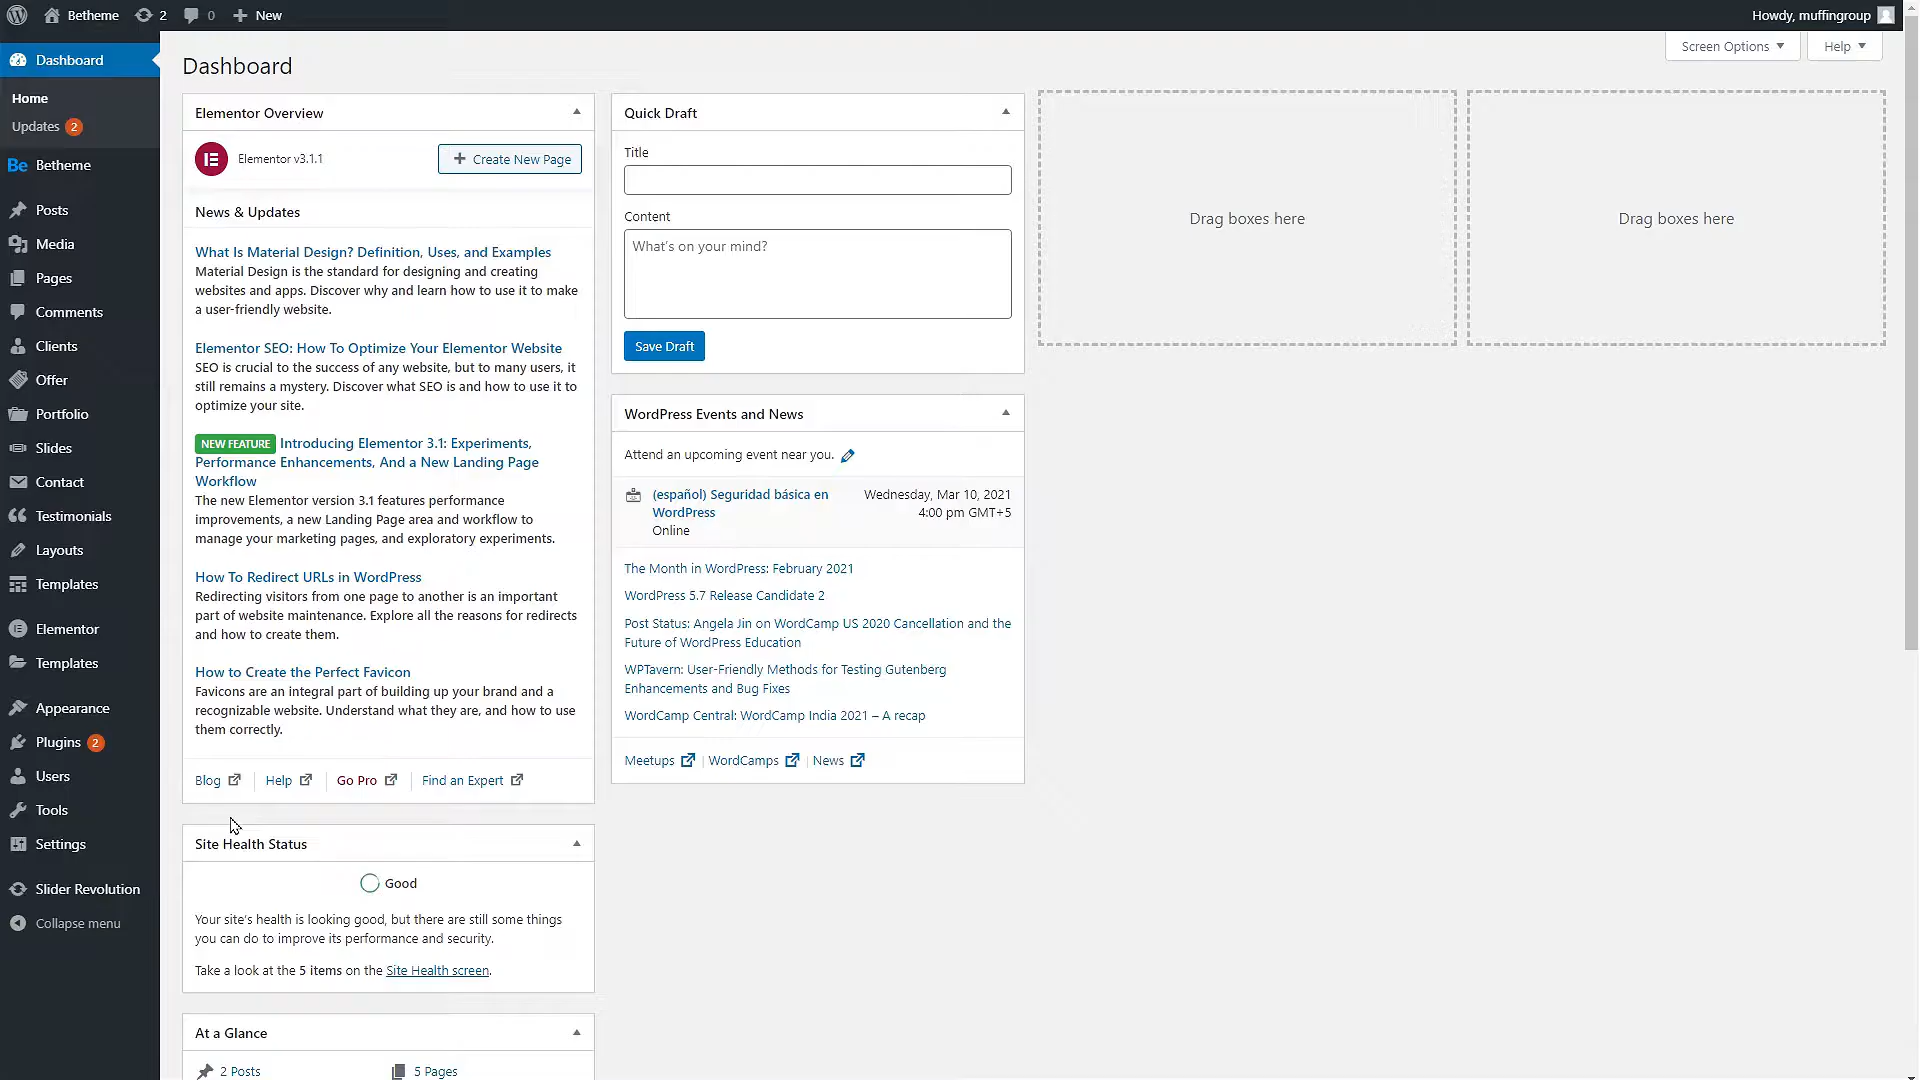 Betheme
2
0
New
Howdy, muffingroup
Screen Options
Help
Dashboard
Home
Updates 2
Be Betheme
Posts
Media
Pages
Comments
Clients
Offer
Portfolio
Slides
Contact
Testimonials
Layouts
Templates
Elementor
Templates
Appearance
Plugins 2
Users
Tools
Settings
Slider Revolution
Collapse menu
Dashboard
Elementor Overview
Elementor v3.1.1
Create New Page
News & Updates
What Is Material Design? Definition, Uses, and Examples
Material Design is the standard for designing and creating
websites and apps. Discover why and learn how to use it to make
a user-friendly website.
Elementor SEO: How To Optimize Your Elementor Website
SEO is crucial to the success of any website, but to many users, it
still remains a mystery. Discover what SEO is and how to use it to
optimize your site.
NEW FEATURE Introducing Elementor 3.1: Experiments,
Performance Enhancements, And a New Landing Page
Workflow
The new Elementor version 3.1 features performance
improvements, a new Landing Page area and workflow to
manage your marketing pages, and exploratory experiments.
How To Redirect URLs in WordPress
Redirecting visitors from one page to another is an important
part of website maintenance. Explore all the reasons for redirects
and how to create them.
How to Create the Perfect Favicon
Favicons are an integral part of building up your brand and a
recognizable website. Understand what they are, and how to use
them correctly.
Blog
Help
Go Pro
Find an Expert
Site Health Status
Good
Your site's health is looking good, but there are still some things
you can do to improve its performance and security.
Take a look at the 5 items on the Site Health screen.
At a Glance
2 Posts
5 Pages
Quick Draft
Title
Content
What's on your mind?
Save Draft
WordPress Events and News
Attend an upcoming event near you.
(español) Seguridad básica en
WordPress
Online
Wednesday, Mar 10, 2021
4:00 pm GMT+5
The Month in WordPress: February 2021
WordPress 5.7 Release Candidate 2
Post Status: Angela Jin on WordCamp US 2020 Cancellation and the
Future of WordPress Education
WPTavern: User-Friendly Methods for Testing Gutenberg
Enhancements and Bug Fixes
WordCamp Central: WordCamp India 2021 – A recap
Meetups
WordCamps
News
Drag boxes here
Drag boxes here